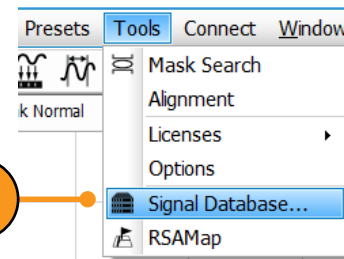 Presets Tools Connect Window
Mask Search
k Normal
Alignment
Licenses
Options
Signal Database...
RSAMap